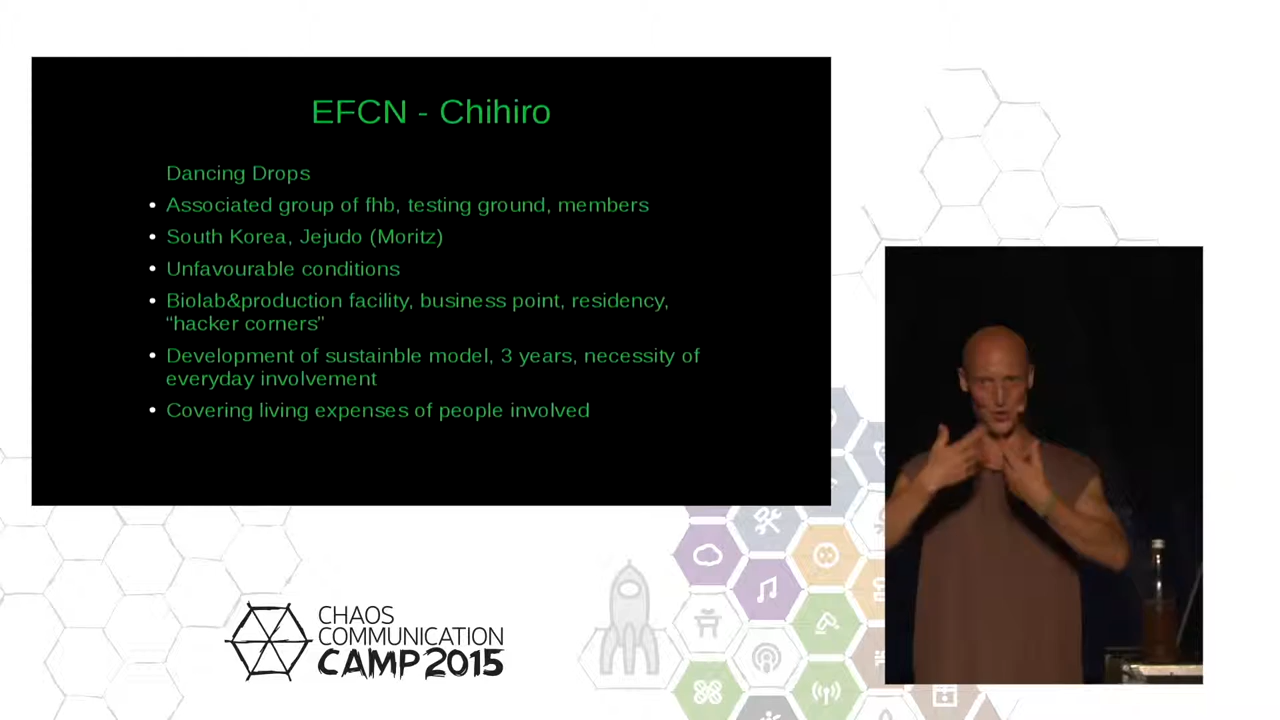 EFCN - Chihiro
Dancing Drops
Associated group of fhb, testing ground, members
South Korea, Jejudo (Moritz)
Unfavourable conditions
Biolab&production facility, business point, residency,
“hacker corners”
Development of sustainble model, 3 years, necessity of
everyday involvement
Covering living expenses of people involved
CHAOS
COMMUNICATION
CAMP 2015